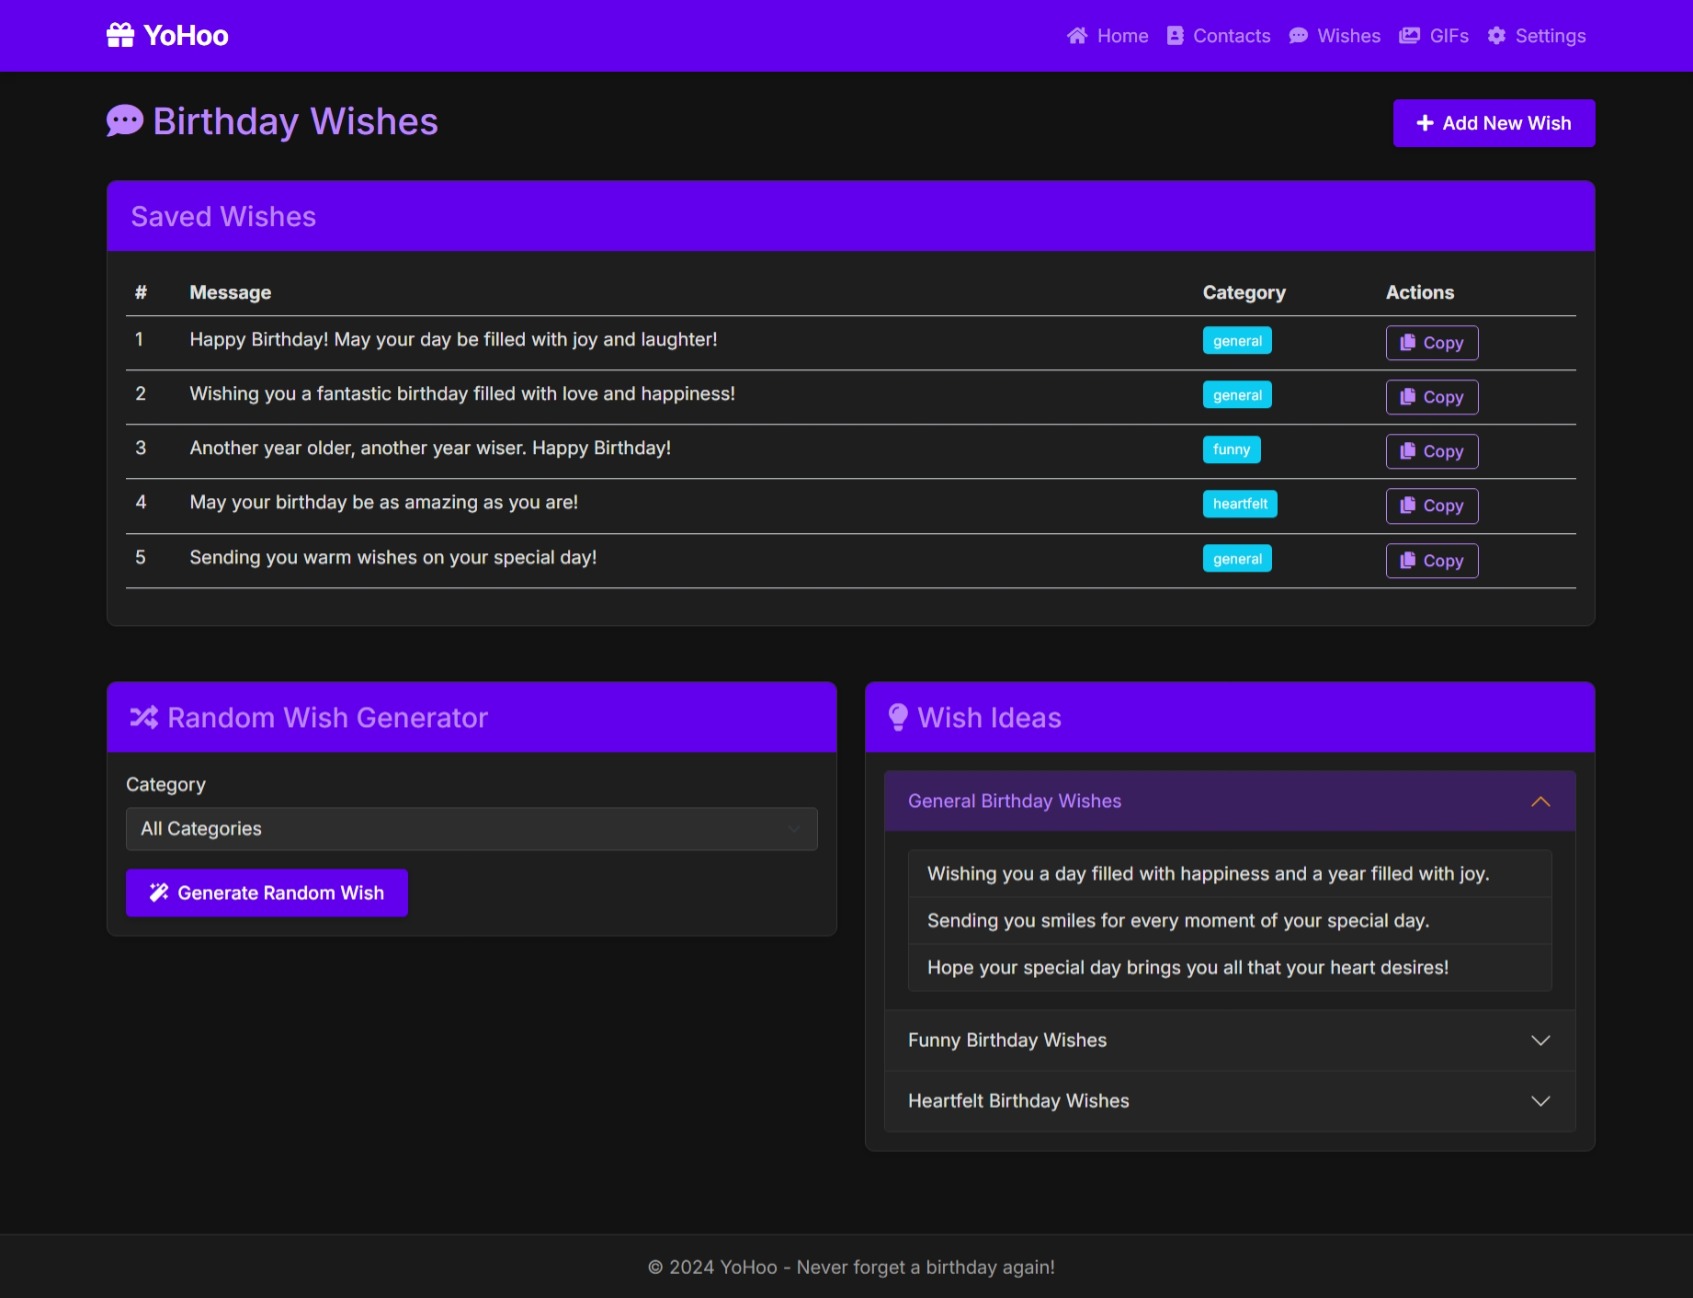 YoHoo
Home Contacts Wishes GIFs Settings
Birthday Wishes
Add New Wish
Saved Wishes
# Message Category Actions
1 Happy Birthday! May your day be filled with joy and laughter! general Copy
2 Wishing you a fantastic birthday filled with love and happiness! general Copy
3 Another year older, another year wiser. Happy Birthday! funny Copy
4 May your birthday be as amazing as you are! heartfelt Copy
5 Sending you warm wishes on your special day! general Copy
Random Wish Generator
Category
All Categories
Generate Random Wish
Wish Ideas
General Birthday Wishes
Wishing you a day filled with happiness and a year filled with joy.
Sending you smiles for every moment of your special day.
Hope your special day brings you all that your heart desires!
Funny Birthday Wishes
Heartfelt Birthday Wishes
© 2024 YoHoo - Never forget a birthday again!